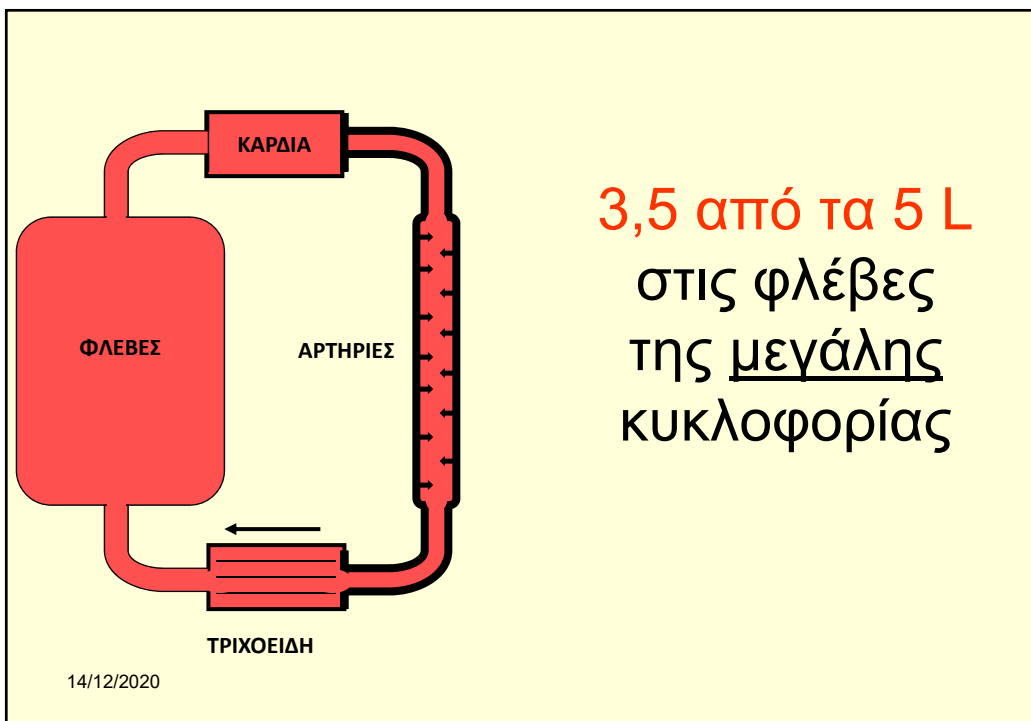 ΚΑΡΔΙΑ
ΦΛΕΒΕΣ
ΑΡΤΗΡΙΕΣ
ΤΡΙΧΟΕΙΔΗ
3,5 από τα 5 L
στις φλέβες
της μεγάλης
κυκλοφορίας
14/12/2020